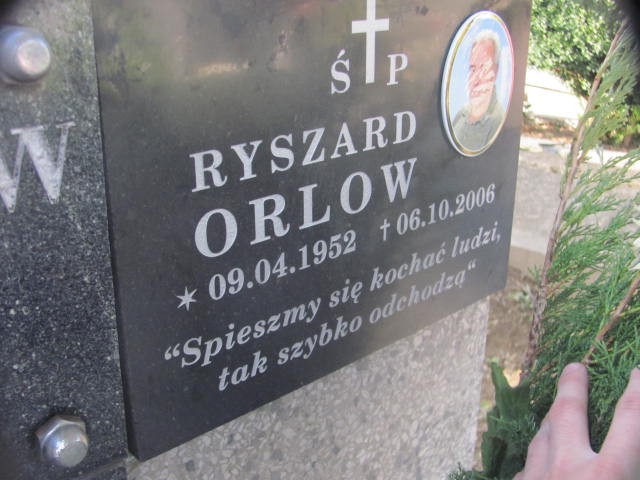 Ś P
RYSZARD
ORLOW
W
* 09.04.1952 † 06.10.2006
“Spieszmy się kochać ludzi,
tak szybko odchodzą“